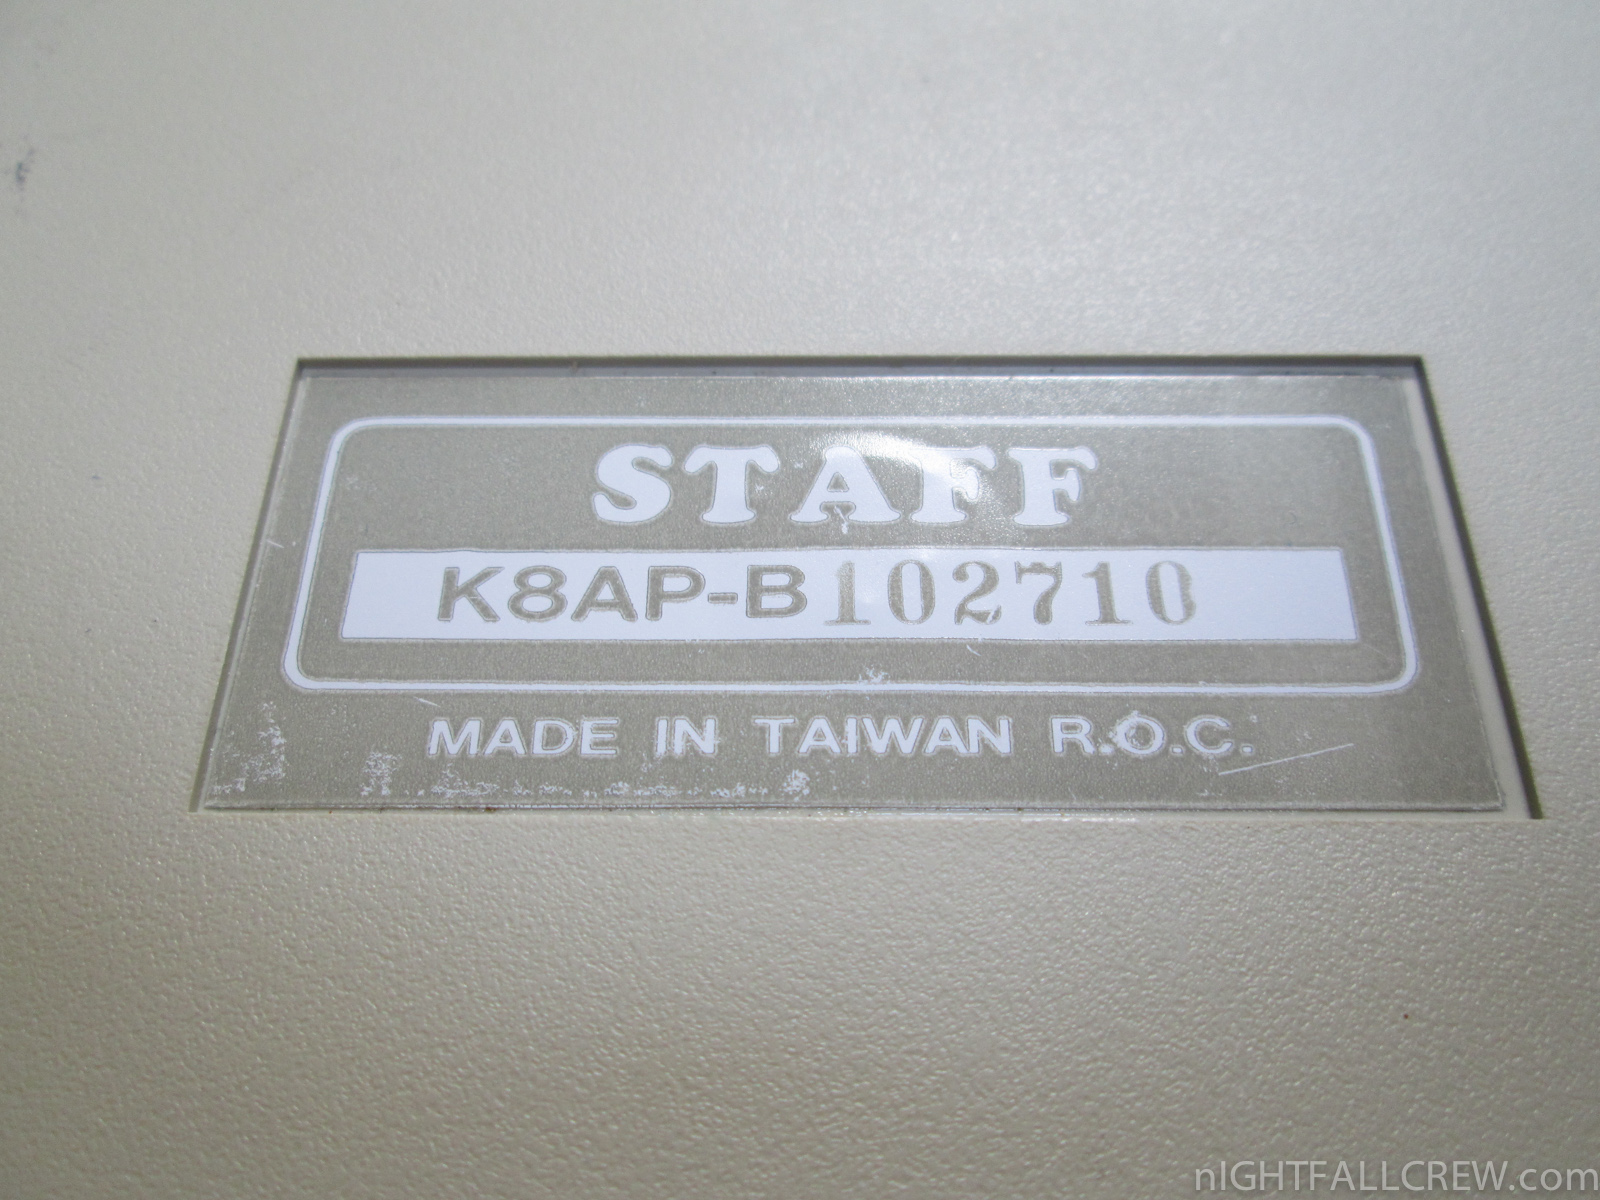 STAFF
K8AP-B102710
MADE IN TAIWAN R.O.C.
nIGHTFALLCREW.com